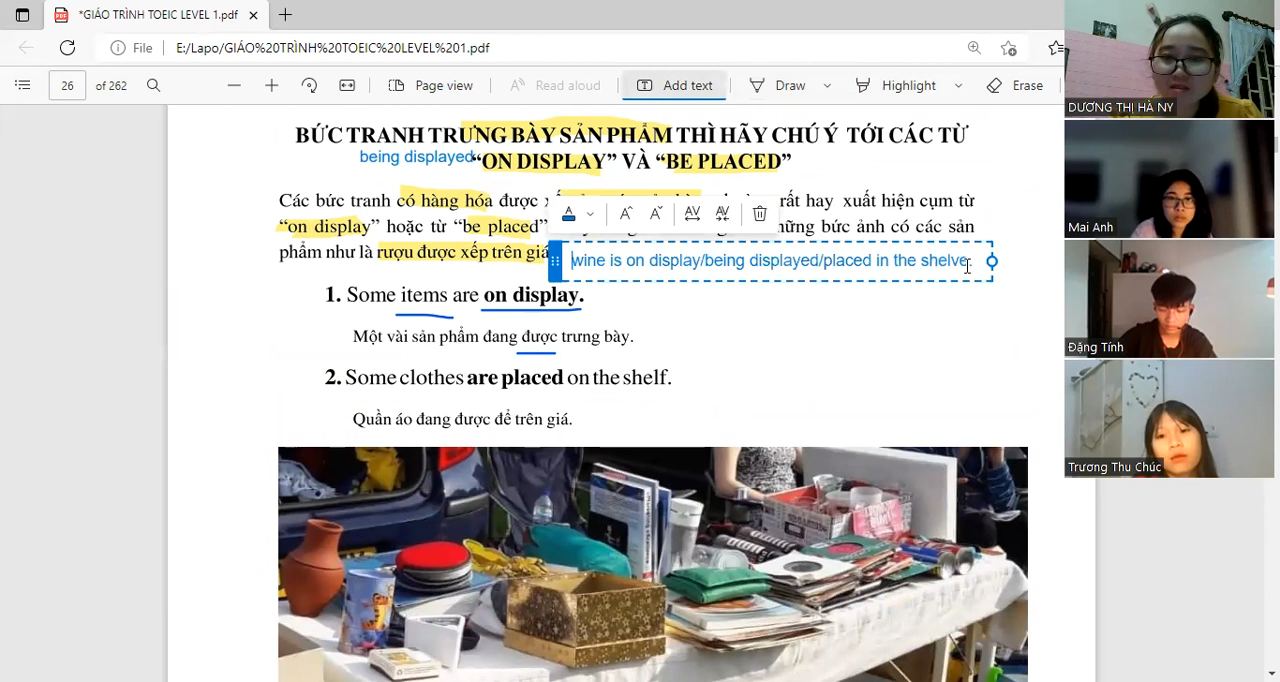 *GIÁO TRÌNH TOEIC LEVEL 1.pdf
File E:/Lapo/GIÁO%20TRÌNH%20TOEIC%20LEVEL%201.pdf
26 of 262 Page view Read aloud Add text Draw Highlight Erase
BỨC TRANH TRƯNG BÀY SẢN PHẨM THÌ HÃY CHÚ Ý TỚI CÁC TỪ
being displayed "ON DISPLAY" VÀ "BE PLACED"
Các bức tranh có hàng hóa được rất hay xuất hiện cụm từ
"on display" hoặc từ "be placed" những bức ảnh có các sản
phẩm như là rượu được xếp trên giá
wine is on display/being displayed/placed in the shelve.
1. Some items are on display.
Một vài sản phẩm đang được trưng bày.
2. Some clothes are placed on the shelf.
Quần áo đang được để trên giá.
DƯƠNG THỊ HÀ NY
Mai Anh
Đặng Tính
Trương Thu Chúc